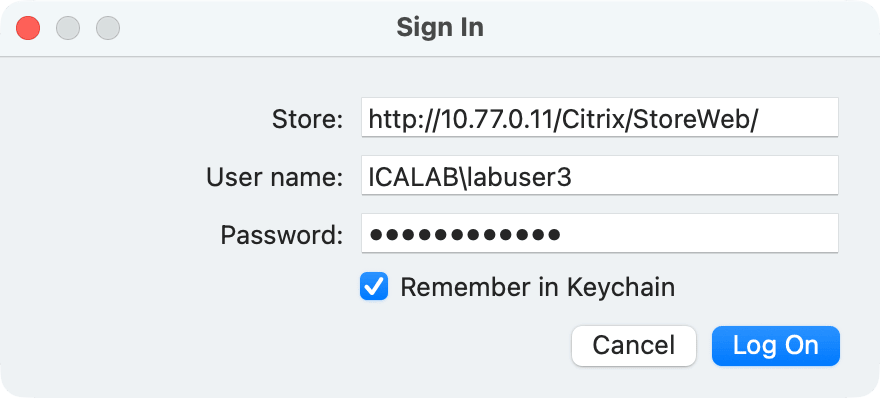 Sign In
Store: http://10.77.0.11/Citrix/StoreWeb/
User name: ICALAB\labuser3
Password: ••••••••••••
Remember in Keychain
Cancel Log On